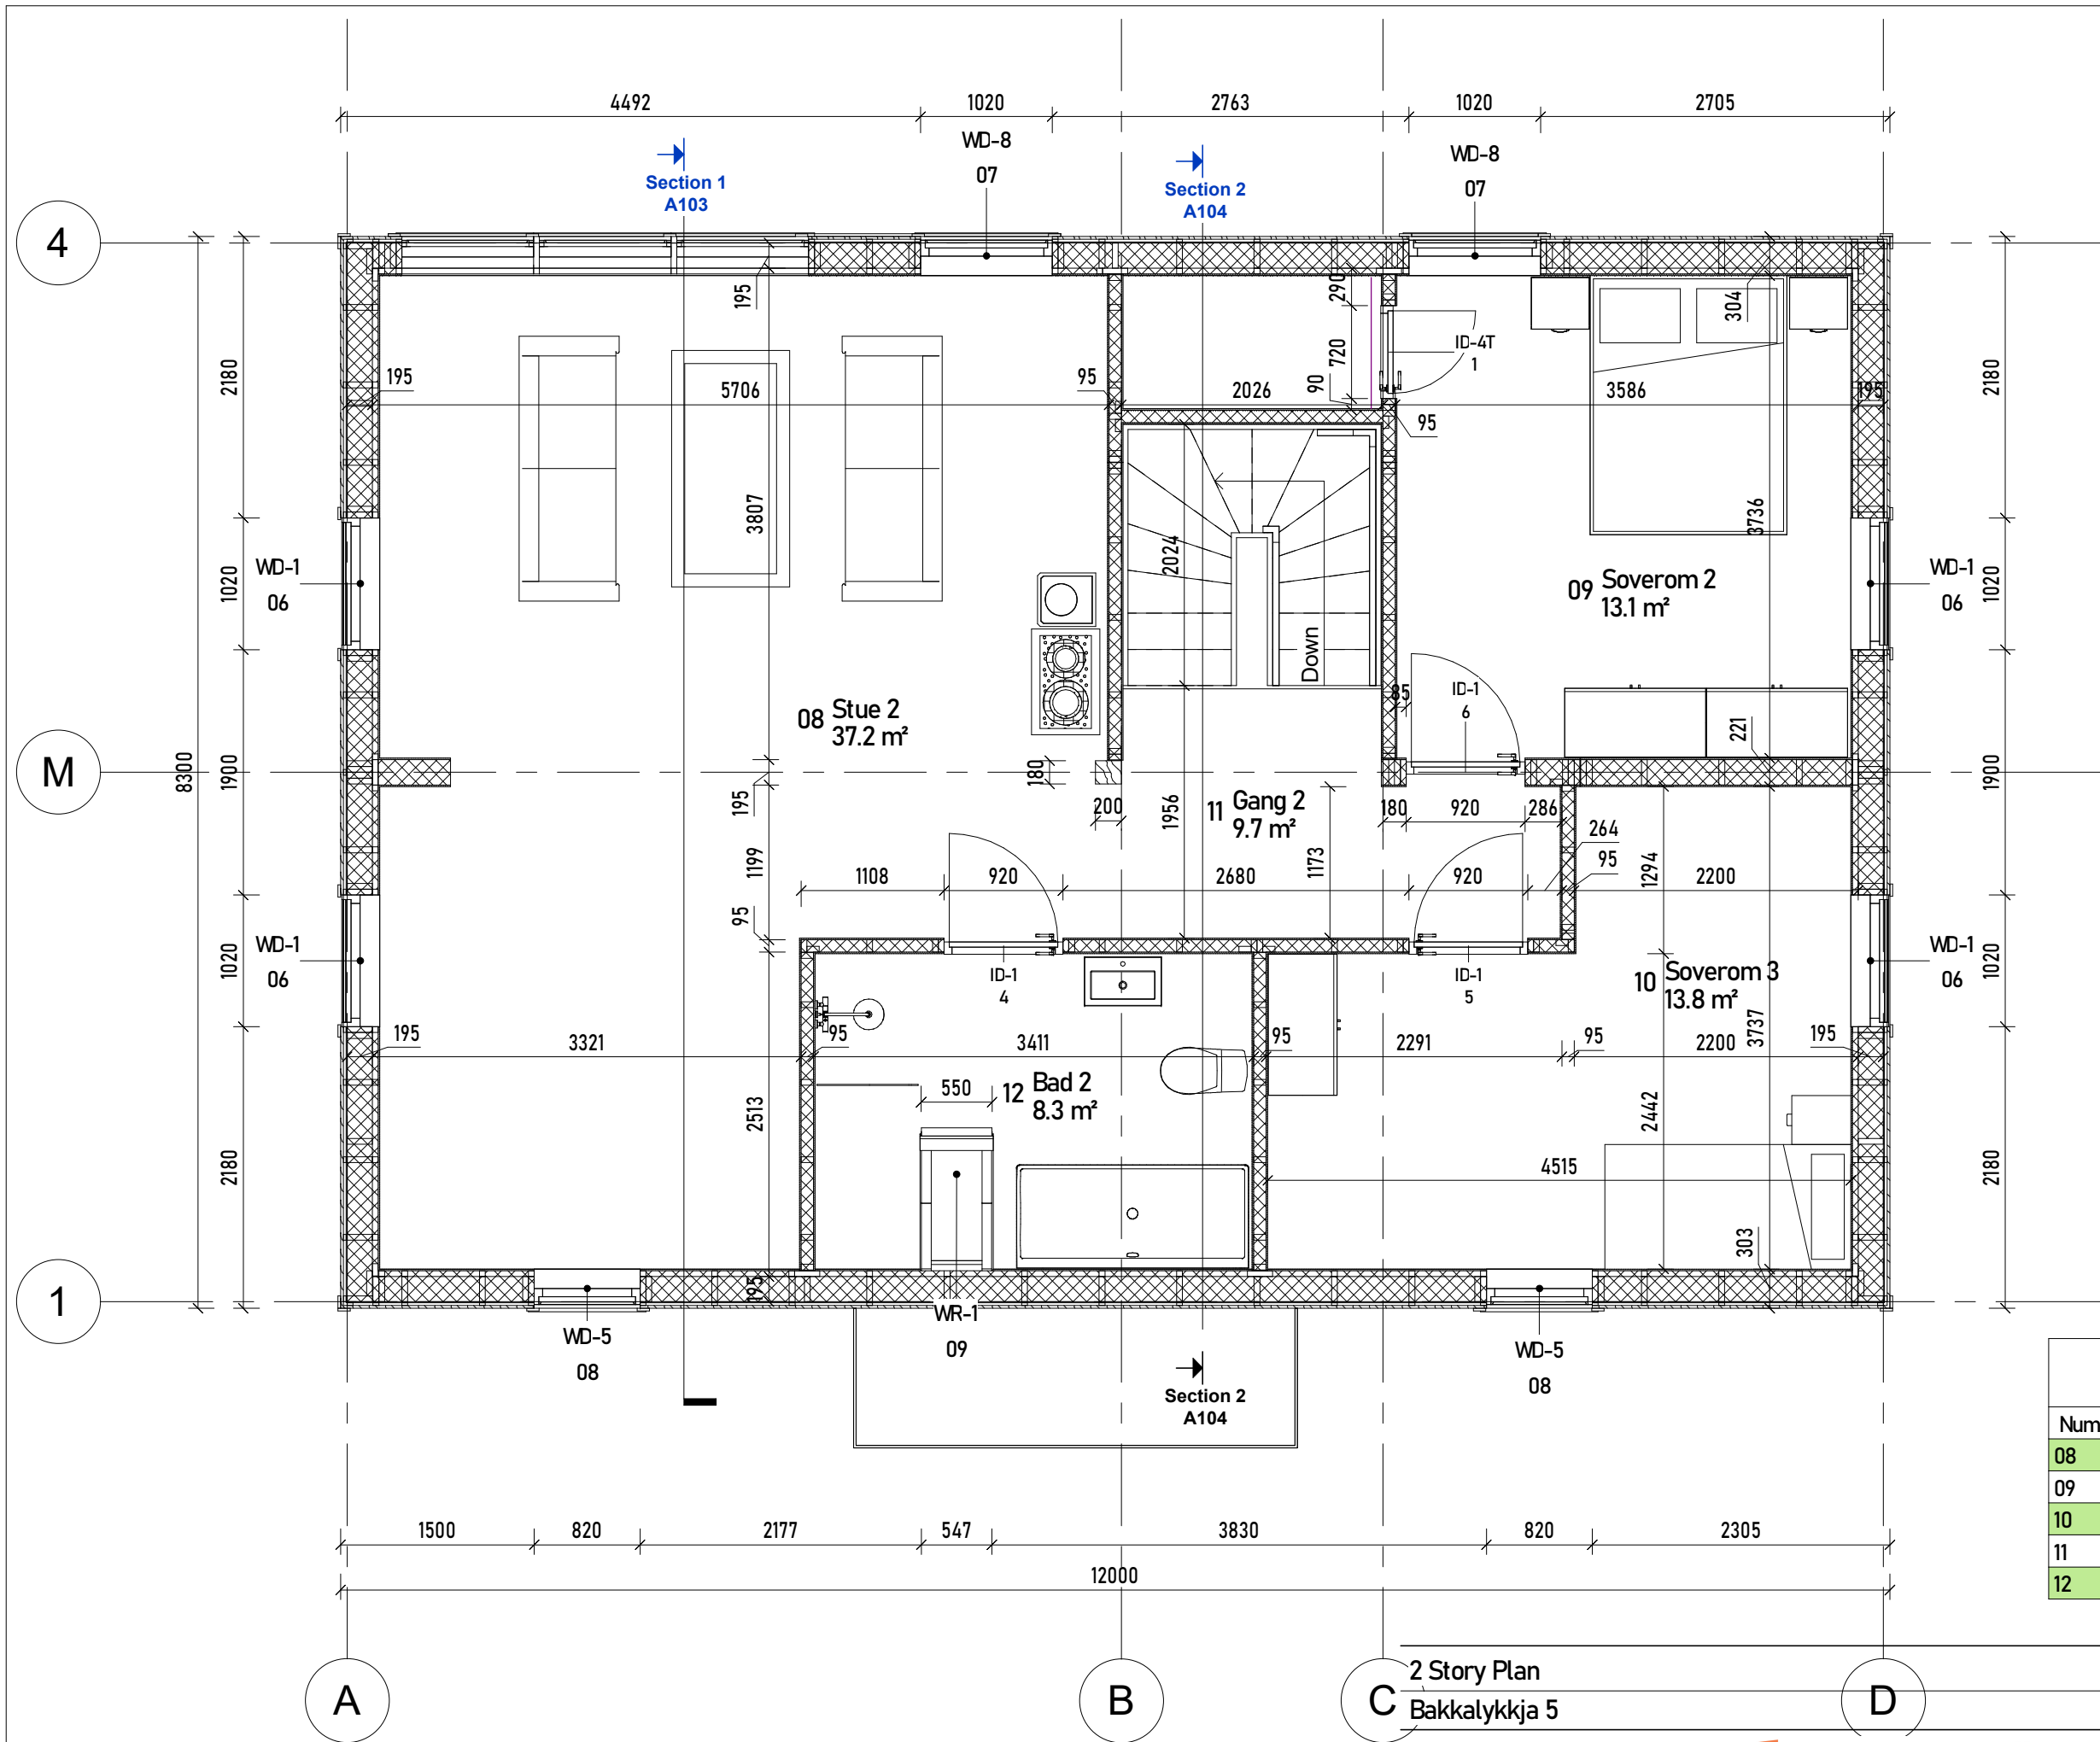 4492 1020 2763 1020 2705
WD-8
07
WD-8
07
Section 1
A103
Section 2
A104
4
195
290
304
ID-4T
1
720
90
2180
195
5706
95
2026
95
3586
195
2180
3807
2024
3736
WD-1
06
1020
09 Soverom 2
13.1 m²
WD-1
06
1020
Down
85
ID-1
6
08 Stue 2
37.2 m²
221
M
8300
1900
180
195
200
1956
11 Gang 2
9.7 m²
180 920 286
1900
264
95
1199
1173
1294
1108 920 2680 920 2200
95
WD-1
06
1020
ID-1
4
ID-1
5
10 Soverom 3
13.8 m²
WD-1
06
1020
195 3321 95 3411 95 2291 95 2200 3737 195
550
12 Bad 2
8.3 m²
2513
2442
2180
4515
2180
303
195
1
WD-5
08
WR-1
09
WD-5
08
Section 2
A104
Num
08
09
10
11
12
1500 820 2177 547 3830 820 2305
12000
A B C D
2 Story Plan
Bakkalykkja 5